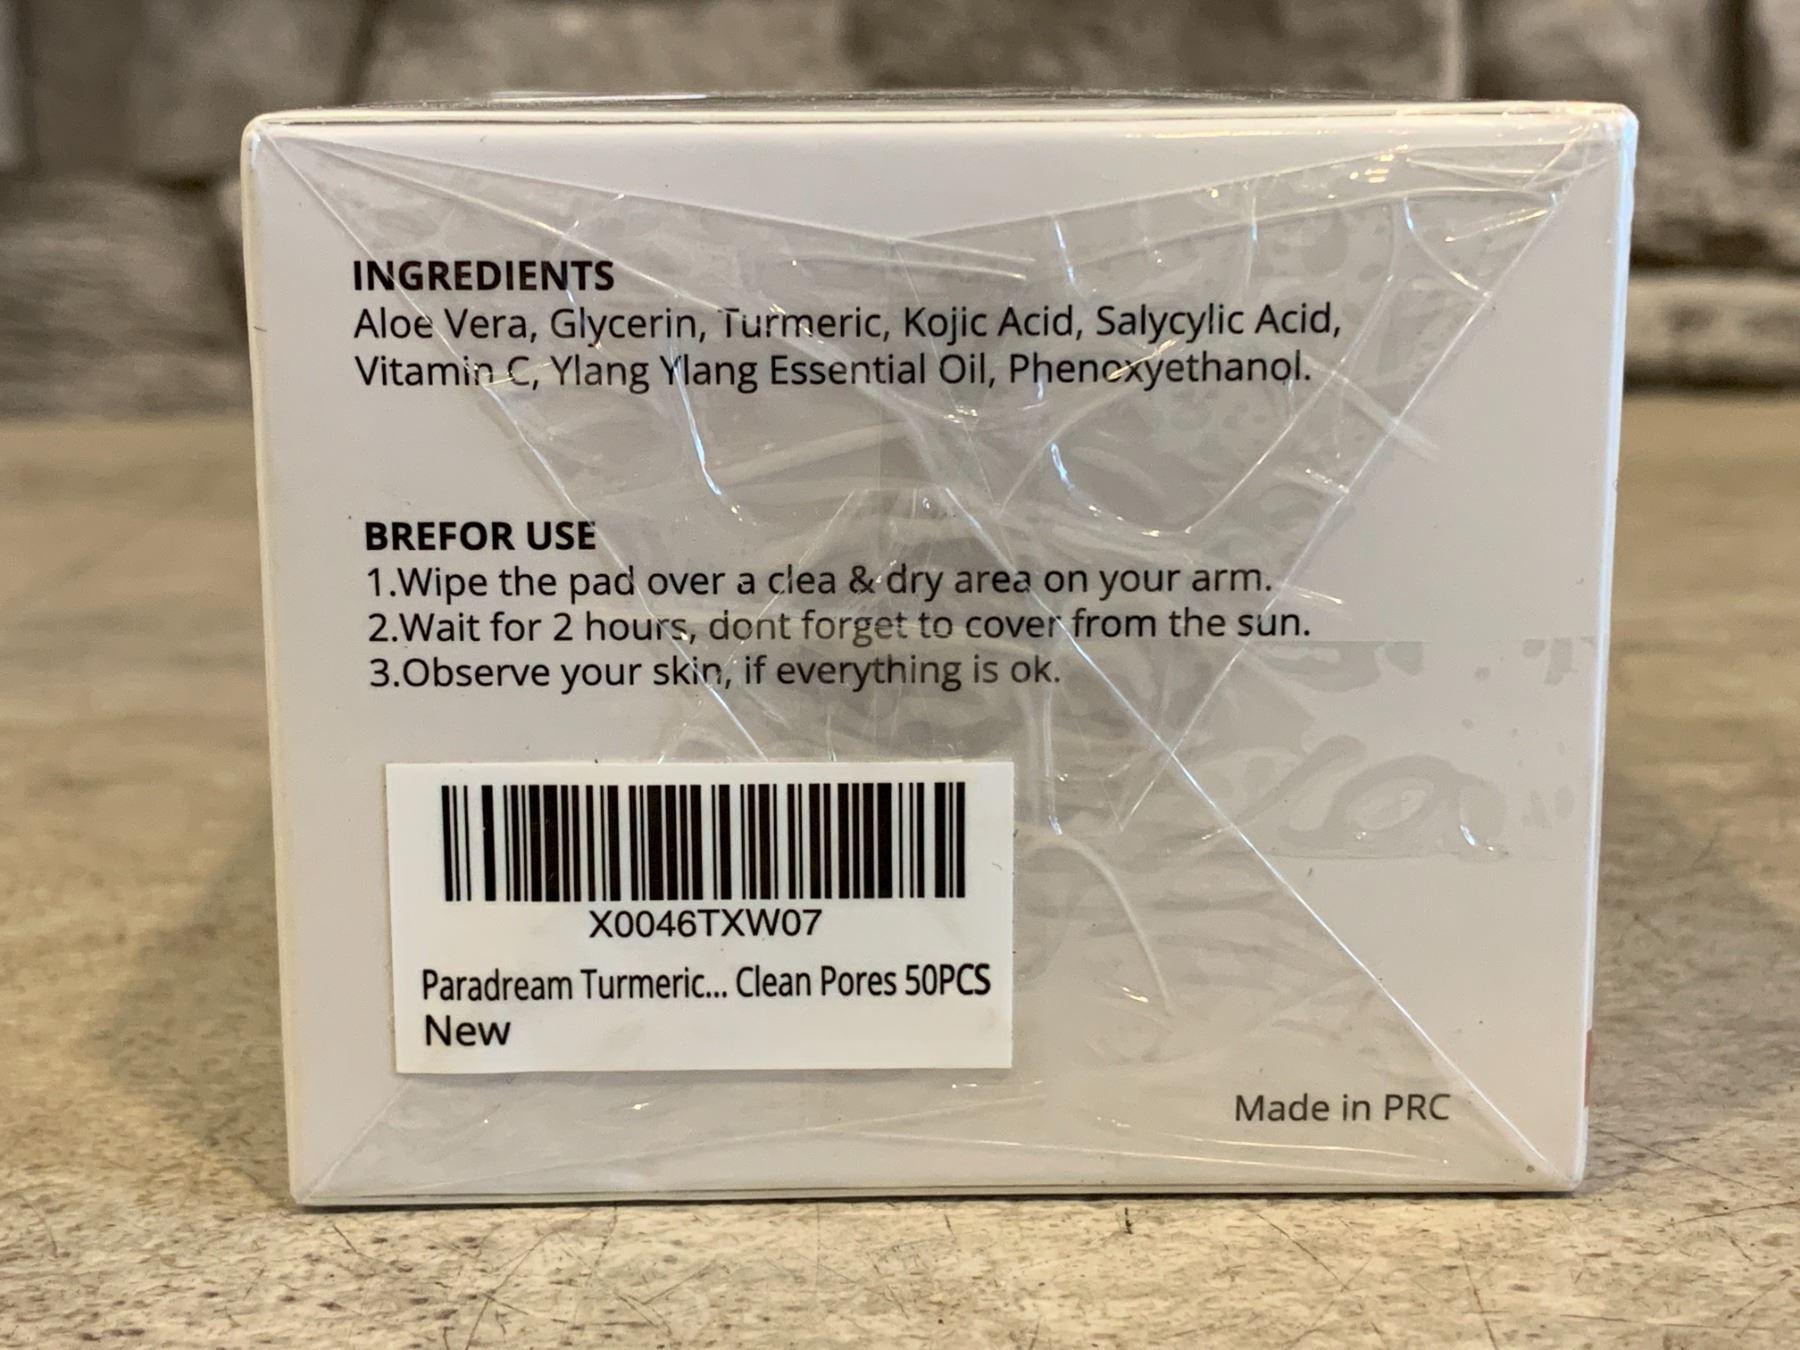 INGREDIENTS
Aloe Vera, Glycerin, Turmeric, Kojic Acid, Salycylic Acid,
Vitamin C, Ylang Ylang Essential Oil, Phenoxyethanol.
BREFOR USE
1.Wipe the pad over a clea & dry area on your arm.
2.Wait for 2 hours, dont forget to cover from the sun.
3.Observe your skin, if everything is ok.
X0046TXW07
Paradream Turmeric... Clean Pores 50PCS
New
Made in PRC